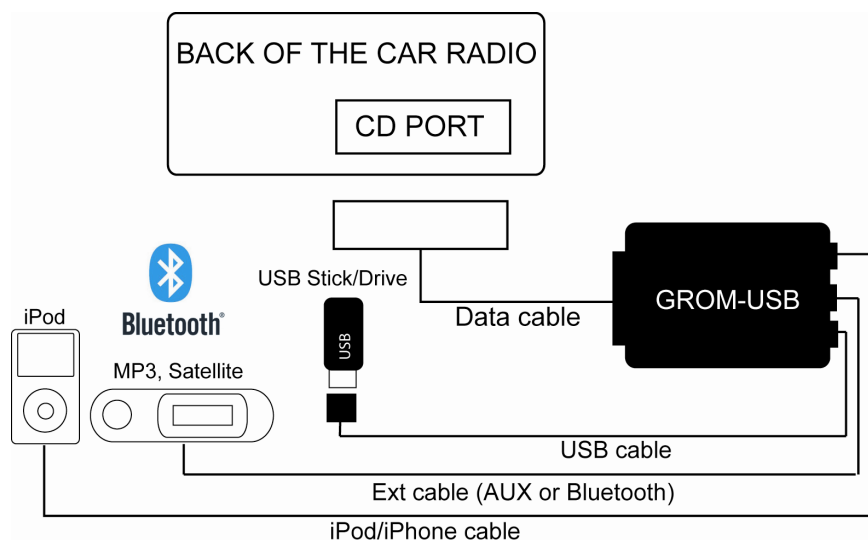 BACK OF THE CAR RADIO
CD PORT
USB Stick/Drive
GROM-USB
Data cable
iPod
Bluetooth®
USB
MP3, Satellite
USB cable
Ext cable (AUX or Bluetooth)
iPod/iPhone cable